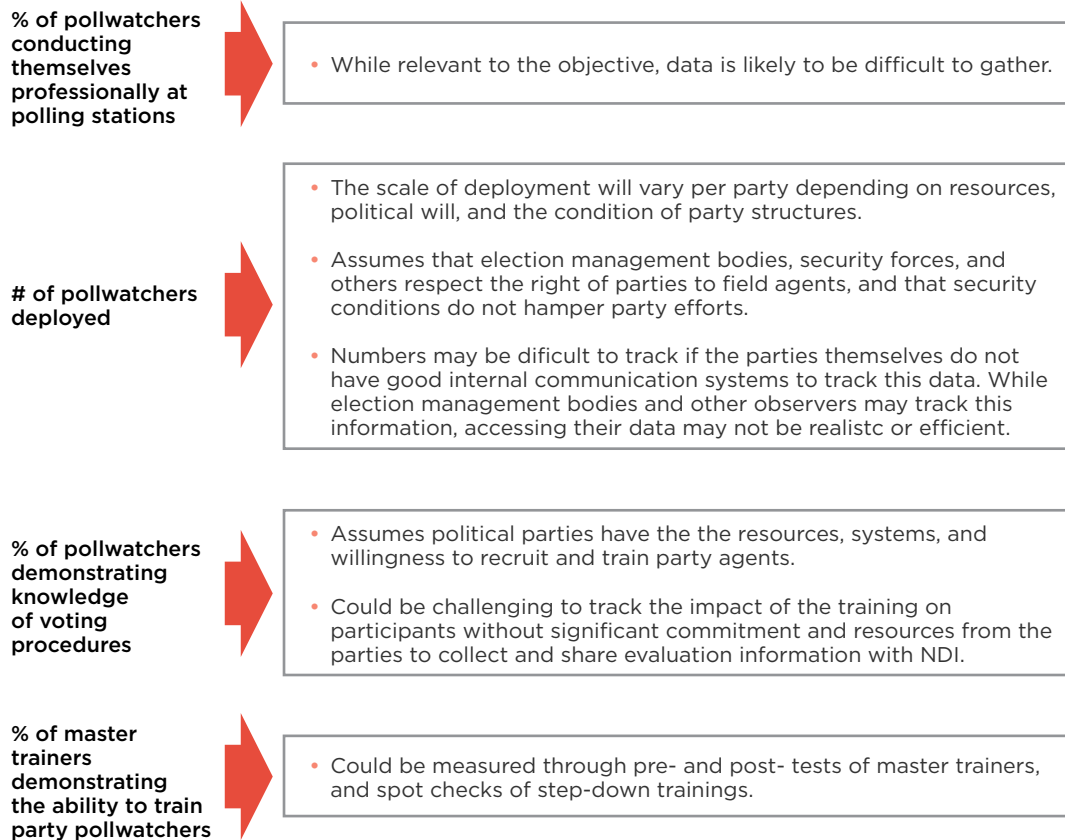 % of pollwatchers
conducting
themselves
professionally at
polling stations
• While relevant to the objective, data is likely to be difficult to gather.
# of pollwatchers
deployed
• The scale of deployment will vary per party depending on resources,
political will, and the condition of party structures.
• Assumes that election management bodies, security forces, and
others respect the right of parties to field agents, and that security
conditions do not hamper party efforts.
• Numbers may be dificult to track if the parties themselves do not
have good internal communication systems to track this data. While
election management bodies and other observers may track this
information, accessing their data may not be realistc or efficient.
% of pollwatchers
demonstrating
knowledge
of voting
procedures
• Assumes political parties have the the resources, systems, and
willingness to recruit and train party agents.
• Could be challenging to track the impact of the training on
participants without significant commitment and resources from the
parties to collect and share evaluation information with NDI.
% of master
trainers
demonstrating
the ability to train
party pollwatchers
• Could be measured through pre- and post- tests of master trainers,
and spot checks of step-down trainings.